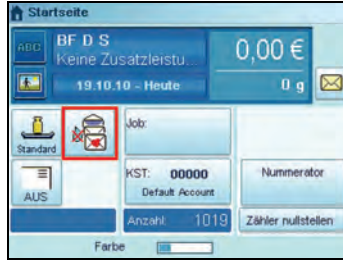 Startseite
ABC
BF D S
Keine Zusatzleistu...
0,00 €
19.10.10 - Heute
0 g
Standard
Job:
AUS
KST: 00000
Default Account
Nummerator
Anzahl: 1019
Zähler nullstellen
Farbe